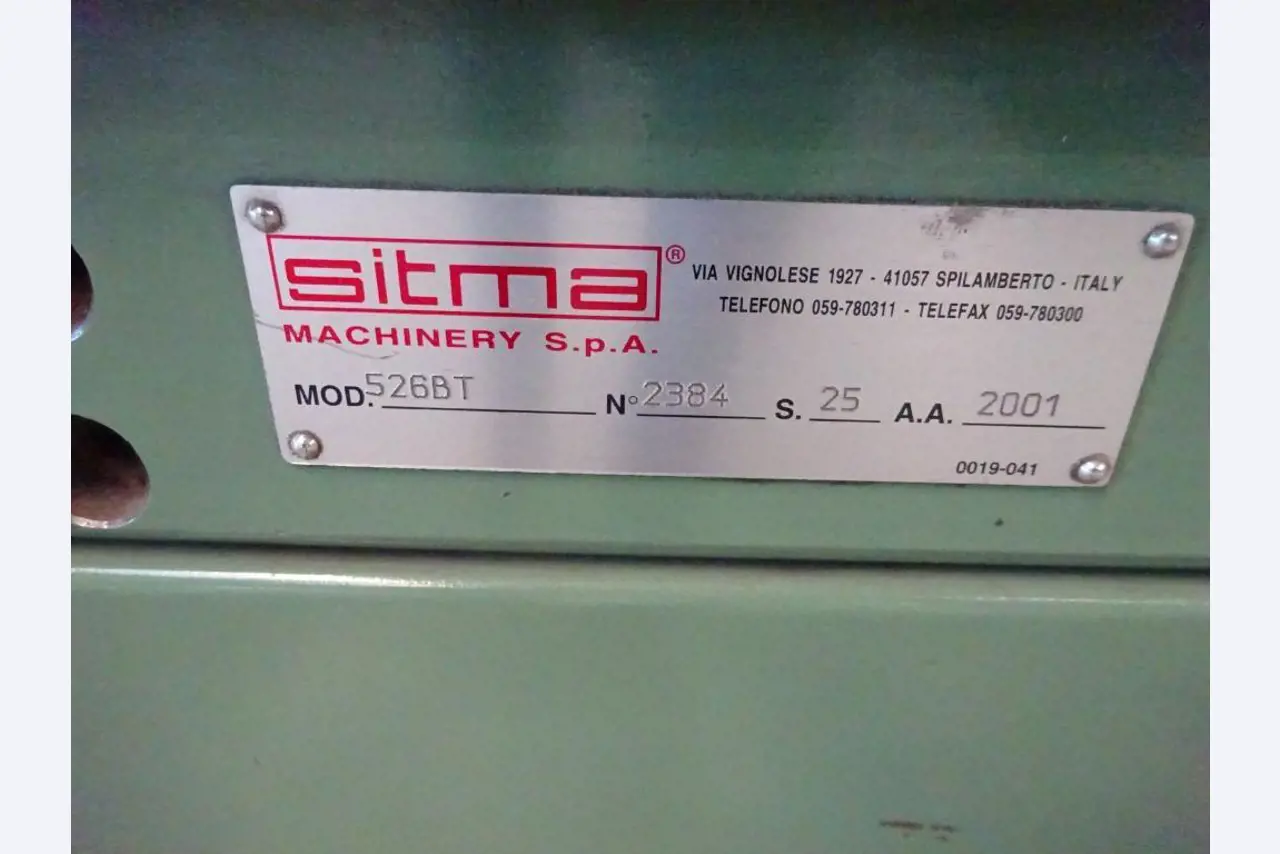 sitma®
MACHINERY S.p.A.
VIA VIGNOLESE 1927 - 41057 SPILAMBERTO - ITALY
TELEFONO 059-780311 - TELEFAX 059-780300
MOD. 526BT N° 2384 S. 25 A.A. 2001
0019-041